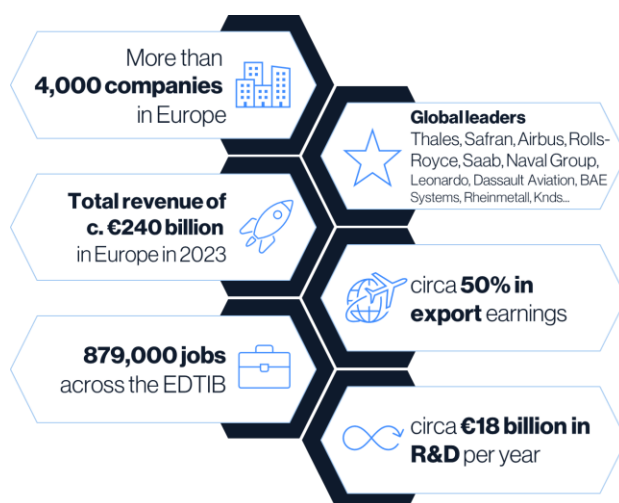 More than
4,000 companies
in Europe
Global leaders
Thales, Safran, Airbus, Rolls-
Royce, Saab, Naval Group,
Leonardo, Dassault Aviation, BAE
Systems, Rheinmetall, Knds...
Total revenue of
c. €240 billion
in Europe in 2023
circa 50% in
export earnings
879,000 jobs
across the EDTIB
circa €18 billion in
R&D per year